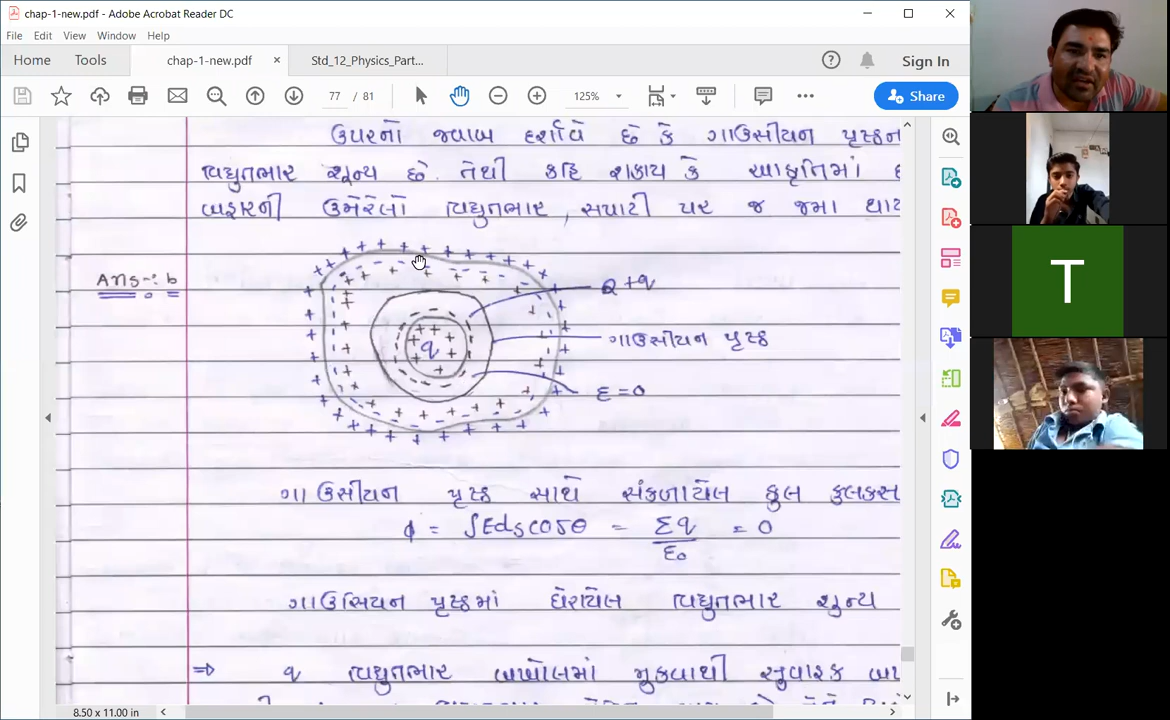 chap-1-new.pdf - Adobe Acrobat Reader DC
File Edit View Window Help
Home Tools chap-1-new.pdf × Std_12_Physics_Part... Sign In
77 / 81 125% Share
ઉપરનો જવાબ દર્શાવે છે કે ગાઉસીયન પૃષ્ઠન
વિદ્યુતભાર શૂન્ય છે. તેથી કહિ શકાય કે આકૃતિમાં
બહારની ઉમેરેલો વિદ્યુતભાર, સપાટી પર જ જમા થાય
Ans-: b
Q+q
ગાઉસીયન પૃષ્ઠ
q
E=0
ગાઉસીયન પૃષ્ઠ સાથે સંકળાયેલ કુલ ફ્લક્સ
ϕ = ∫Eds cosθ = Σq/ε₀ = 0
ગાઉસિયન પૃષ્ઠમાં ઘેરાયેલ વિદ્યુતભાર શૂન્ય
⇒ q વિદ્યુતભાર બખોલમાં મુકવાથી સુવાહક
8.50 x 11.00 in
T